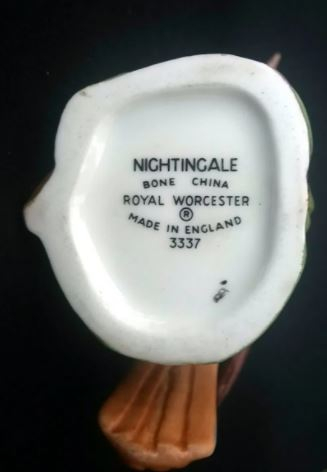 NIGHTINGALE
BONE CHINA
ROYAL WORCESTER
®
MADE IN ENGLAND
3337